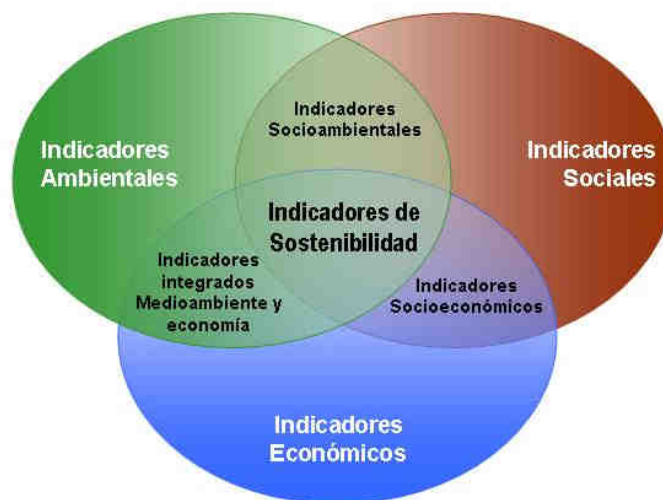 Indicadores
Socioambientales
Indicadores
Ambientales
Indicadores
Sociales
Indicadores de
Sostenibilidad
Indicadores
integrados
Medioambiente y
economía
Indicadores
Socioeconómicos
Indicadores
Económicos